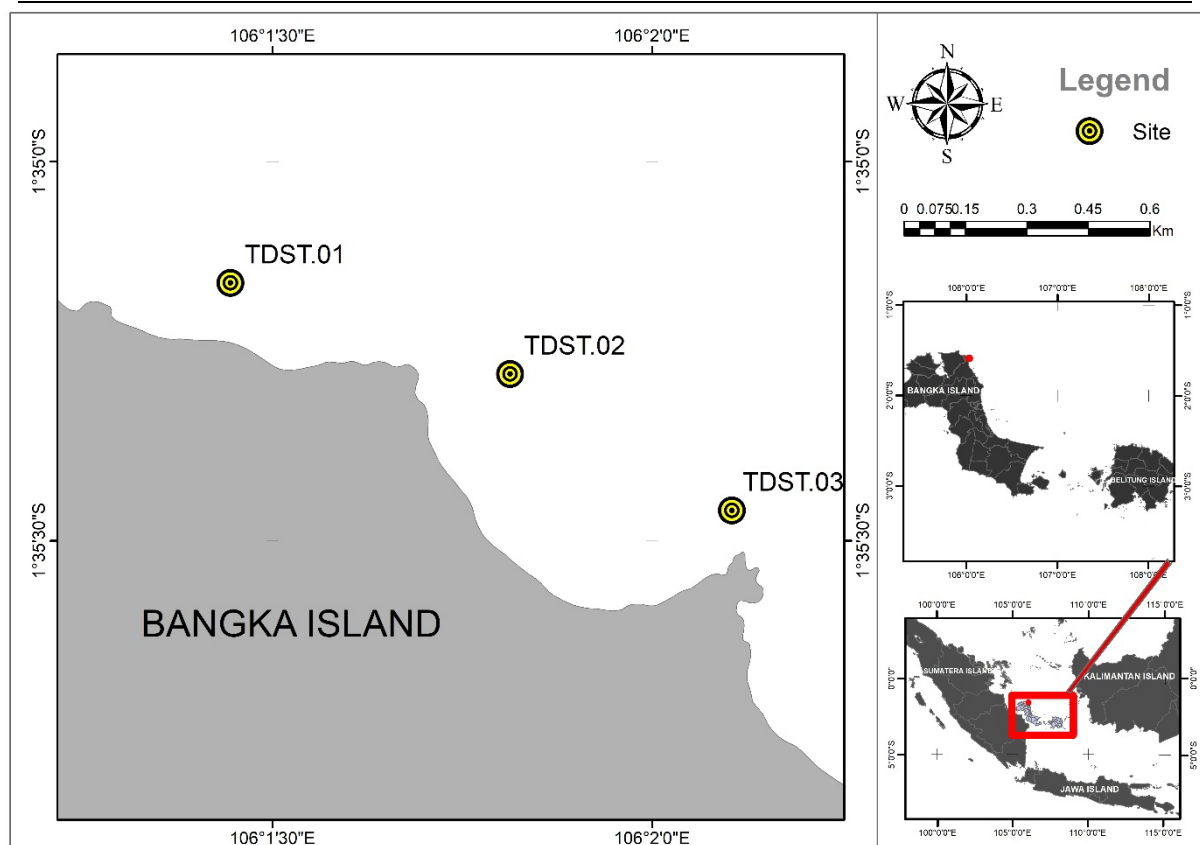 106°1'30"E 106°2'0"E
1°35'0"S 1°35'0"S
TDST.01
TDST.02
TDST.03
1°35'30"S 1°35'30"S
BANGKA ISLAND
106°1'30"E 106°2'0"E
N
W E
S
Legend
Site
0 0.075 0.15 0.3 0.45 0.6
Km
106°0'0"E 107°0'0"E 108°0'0"E
1°0'0"S 1°0'0"S
BANGKA ISLAND
2°0'0"S 2°0'0"S
BELITUNG ISLAND
3°0'0"S 3°0'0"S
106°0'0"E 107°0'0"E 108°0'0"E
100°0'0"E 105°0'0"E 110°0'0"E 115°0'0"E
SUMATERA ISLAND
KALIMANTAN ISLAND
0°0'0" 0°0'0"
5°0'0"S 5°0'0"S
JAWA ISLAND
100°0'0"E 105°0'0"E 110°0'0"E 115°0'0"E